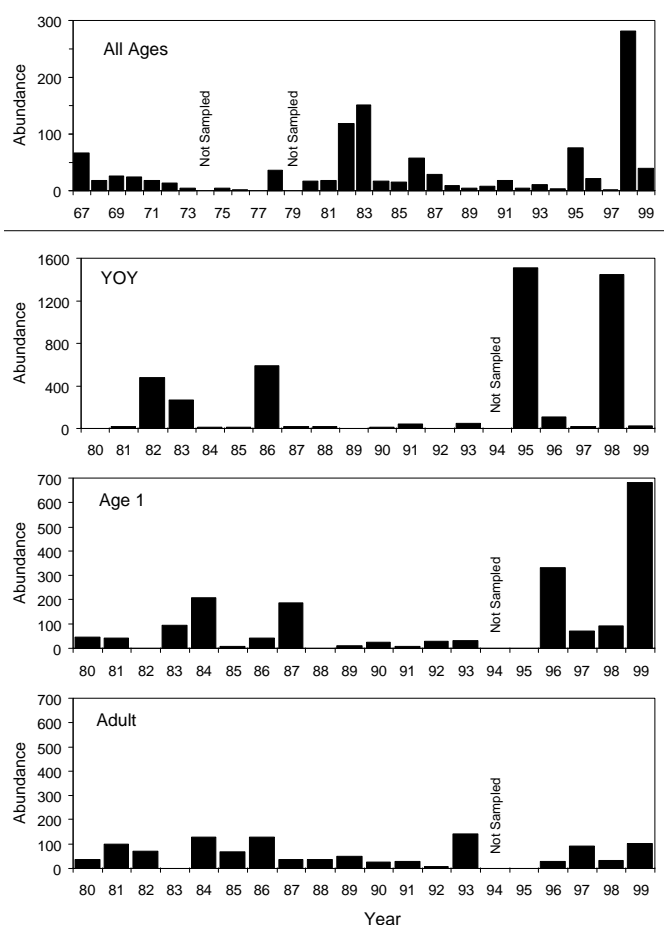 All Ages
Abundance
300
200
100
0
Not Sampled
Not Sampled
67 69 71 73 75 77 79 81 83 85 87 89 91 93 95 97 99
YOY
Abundance
1600
1200
800
400
0
Not Sampled
80 81 82 83 84 85 86 87 88 89 90 91 92 93 94 95 96 97 98 99
Age 1
Abundance
700
600
500
400
300
200
100
0
Not Sampled
80 81 82 83 84 85 86 87 88 89 90 91 92 93 94 95 96 97 98 99
Adult
Abundance
700
600
500
400
300
200
100
0
Not Sampled
80 81 82 83 84 85 86 87 88 89 90 91 92 93 94 95 96 97 98 99
Year